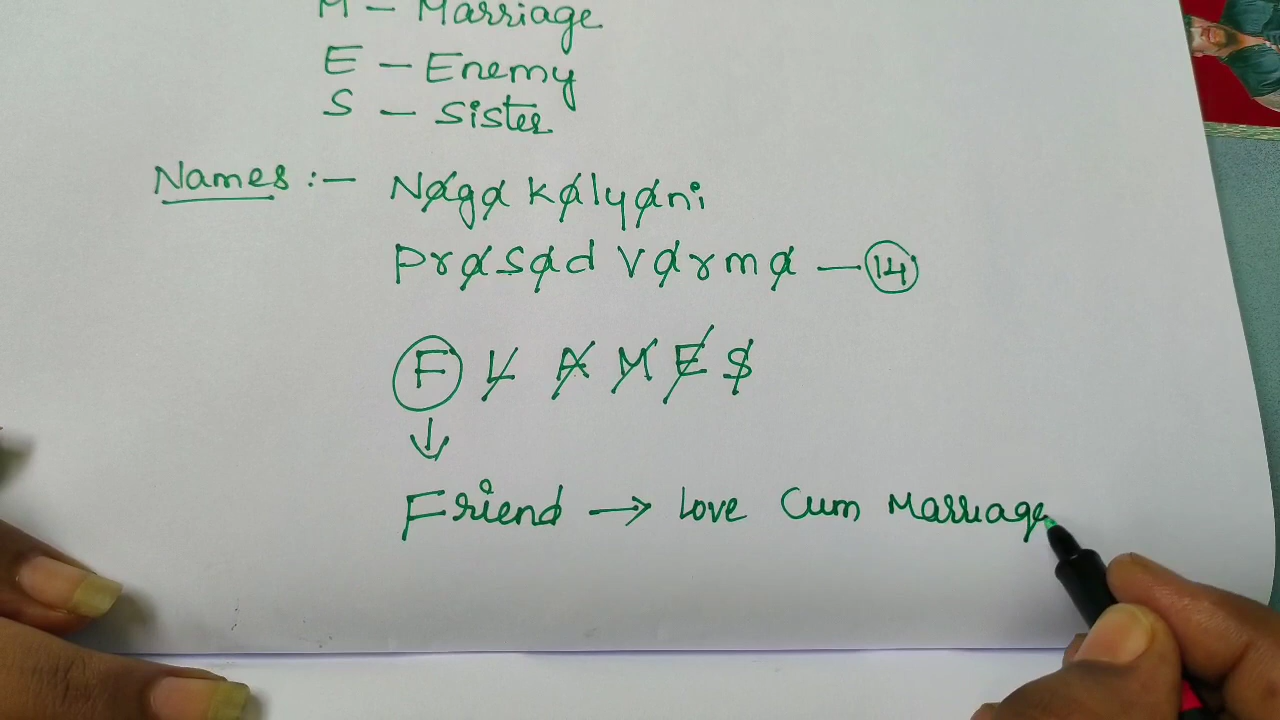 M - Marriage
E - Enemy
S - Sister
Names :- Naga Kalyani
Prasad Varma - 14
F L A M E S
↓
Friend → Love Cum Marriage